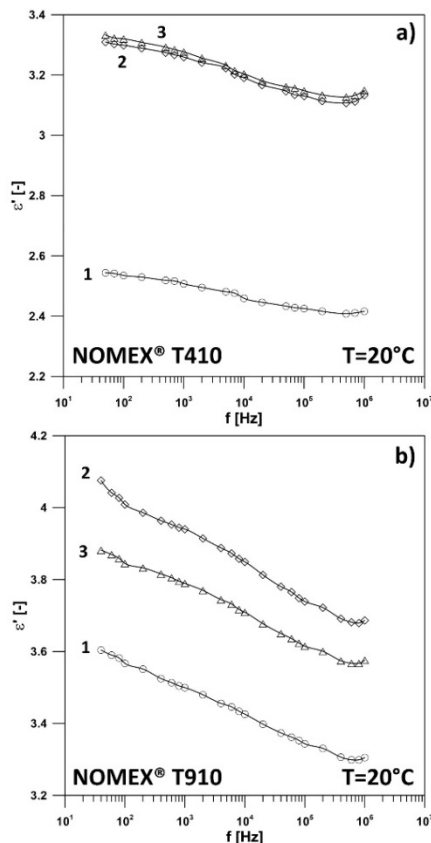 a)
3.4
3
2
3.2
3
ε' [-]
2.8
2.6
1
2.4
NOMEX® T410 T=20°C
2.2
10¹ 10² 10³ 10⁴ 10⁵ 10⁶ 10⁷
f [Hz]
4.2
b)
2
4
3
3.8
ε' [-]
1
3.6
3.4
NOMEX® T910 T=20°C
3.2
10¹ 10² 10³ 10⁴ 10⁵ 10⁶ 10⁷
f [Hz]